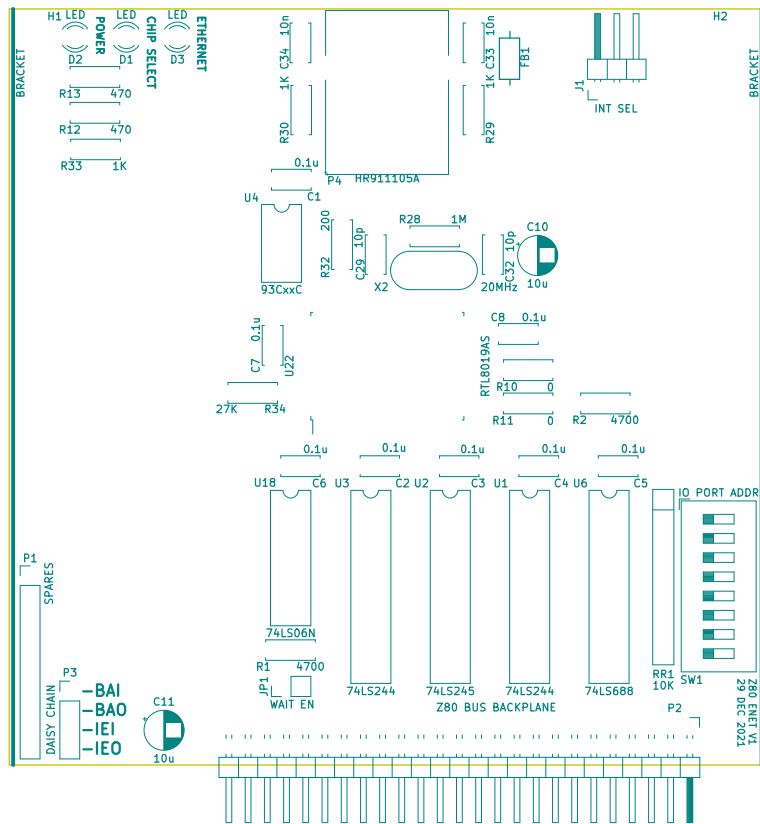 H1
LED
LED
LED
POWER
CHIP SELECT
ETHERNET
D2
D1
D3
BRACKET
R13
470
R12
470
R33
1K
10n
C34
1K
R30
10n
C33
1K
R29
FB1
J1
INT SEL
H2
BRACKET
0.1u
P4
HR911105A
U4
C1
93CxxC
200
R32
10p
C29
R28
1M
X2
20MHz
10p
C32
C10
+
10u
0.1u
C7
U22
27K
R34
C8
0.1u
RTL8019AS
R10
0
R11
0
R2
4700
0.1u
0.1u
0.1u
0.1u
0.1u
U18
C6
U3
C2
U2
C3
U1
C4
U6
C5
IO PORT ADDR
P1
SPARES
74LS06N
R1
4700
JP1
WAIT EN
74LS244
74LS245
74LS244
74LS688
RR1
10K
SW1
Z80 BUS BACKPLANE
P2
Z80 ENET V1
29 DEC 2021
P3
DAISY CHAIN
-BAI
-BAO
-IEI
-IEO
C11
+
10u